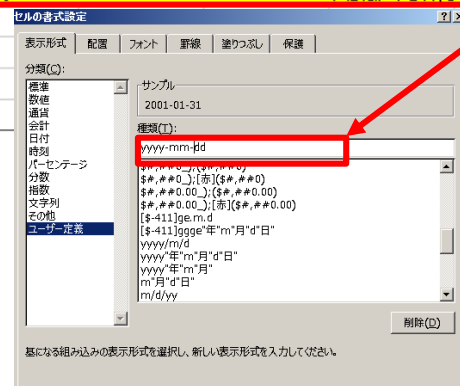 セルの書式設定
表示形式 配置 フォント 罫線 塗りつぶし 保護
分類(C):
標準
数値
通貨
会計
日付
時刻
パーセンテージ
分数
指数
文字列
その他
ユーザー定義
サンプル
2001-01-31
種類(T):
yyyy-mm-dd
$#,##0_);($#,##0)
$#,##0_);[赤]($#,##0)
$#,##0.00_);($#,##0.00)
$#,##0.00_);[赤]($#,##0.00)
[$-411]ge.m.d
[$-411]ggge"年"m"月"d"日"
yyyy/m/d
yyyy"年"m"月"d"日"
yyyy"年"m"月"
m"月"d"日"
m/d/yy
削除(D)
基になる組み込みの表示形式を選択し、新しい表示形式を入力してください。